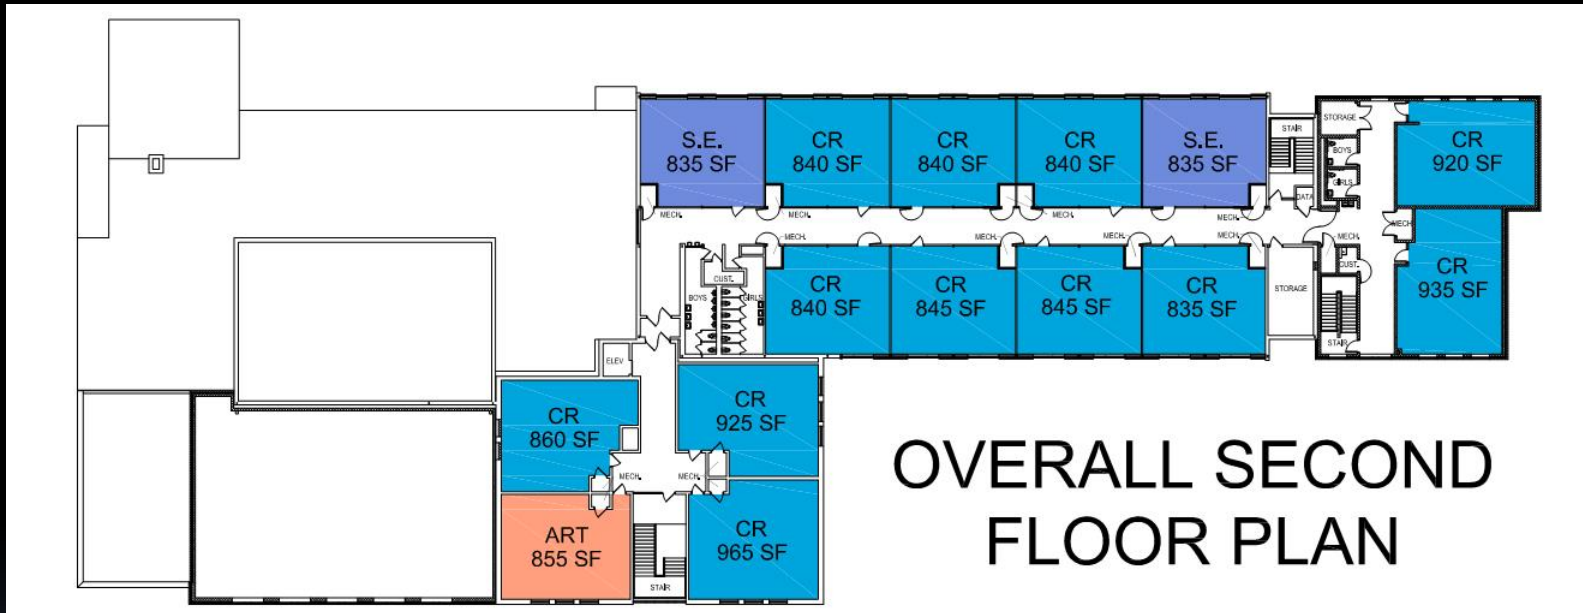 S.E.
835 SF
CR
840 SF
CR
840 SF
CR
840 SF
S.E.
835 SF
STAIR
DATA
STORAGE
BOYS
GIRLS
CR
920 SF
MECH.
MECH.
MECH.
MECH.
MECH.
MECH.
MECH.
MECH.
MECH
CUST.
BOYS
GIRLS
CR
840 SF
CR
845 SF
CR
845 SF
CR
835 SF
STORAGE
CUST.
STAIR
CR
935 SF
ELEV
CR
860 SF
CR
925 SF
MECH.
MECH.
ART
855 SF
STAIR
CR
965 SF
OVERALL SECOND
FLOOR PLAN